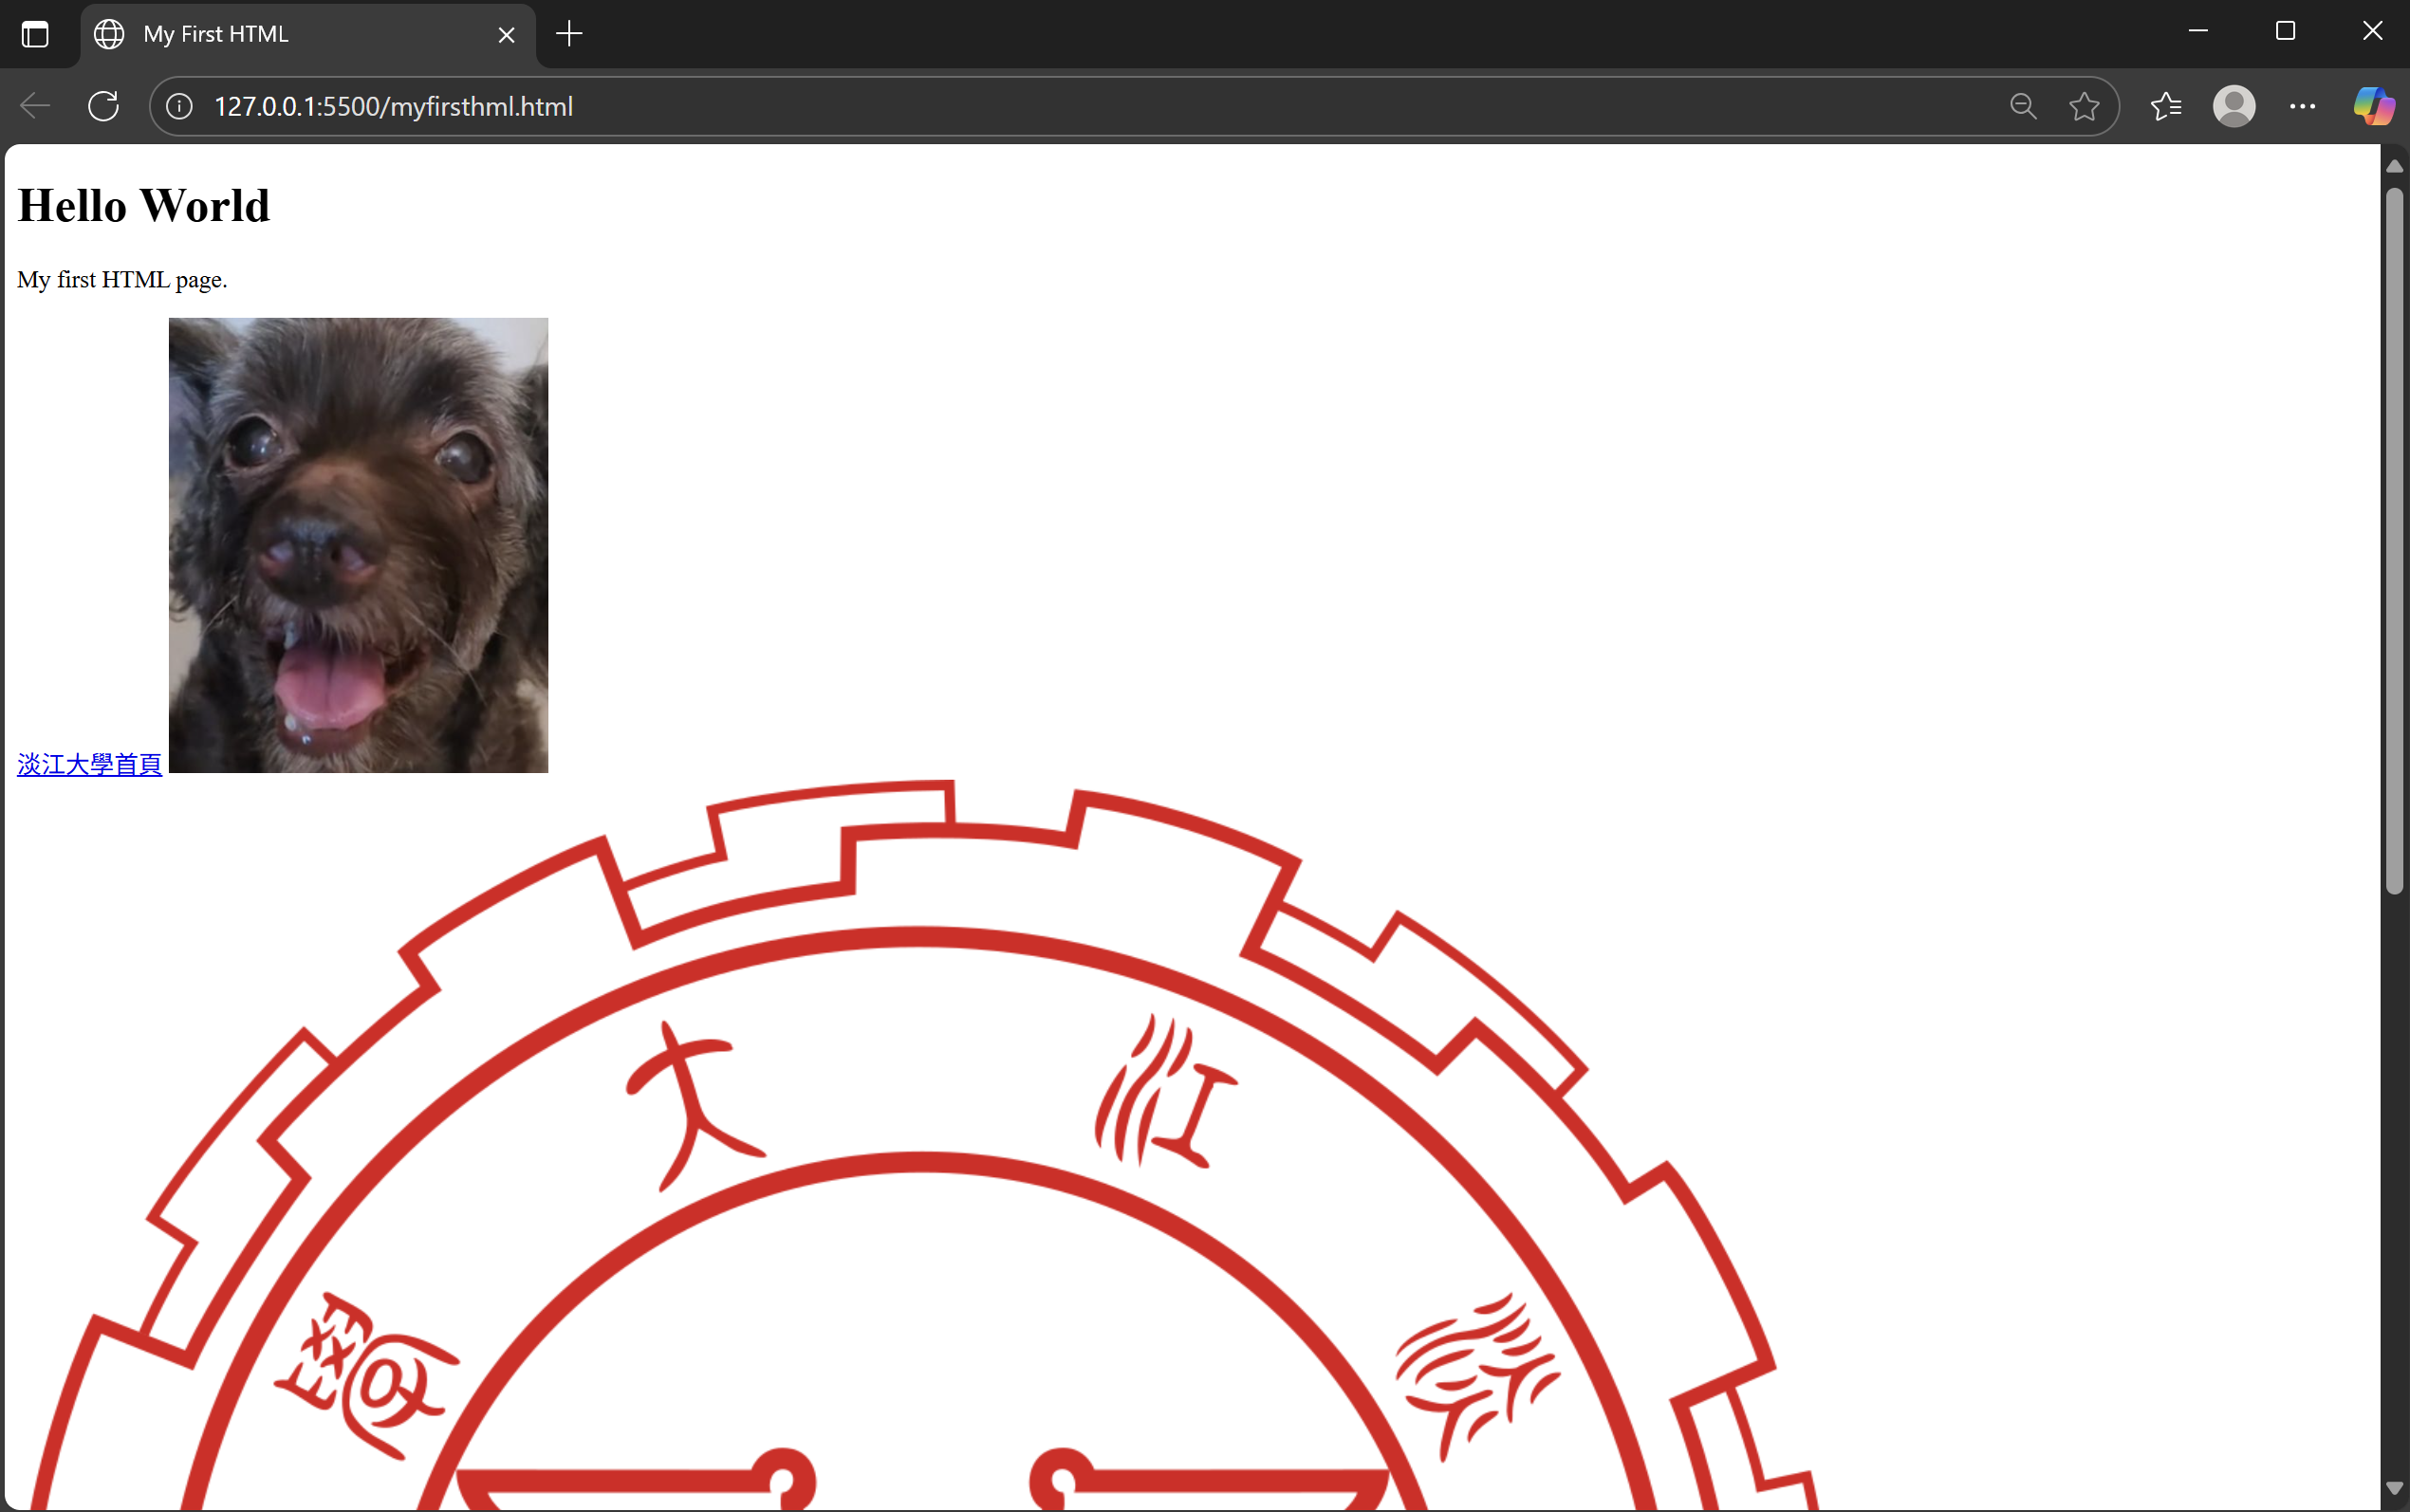 My First HTML
127.0.0.1:5500/myfirsthml.html
Hello World
My first HTML page.
淡江大學首頁
淡江大學